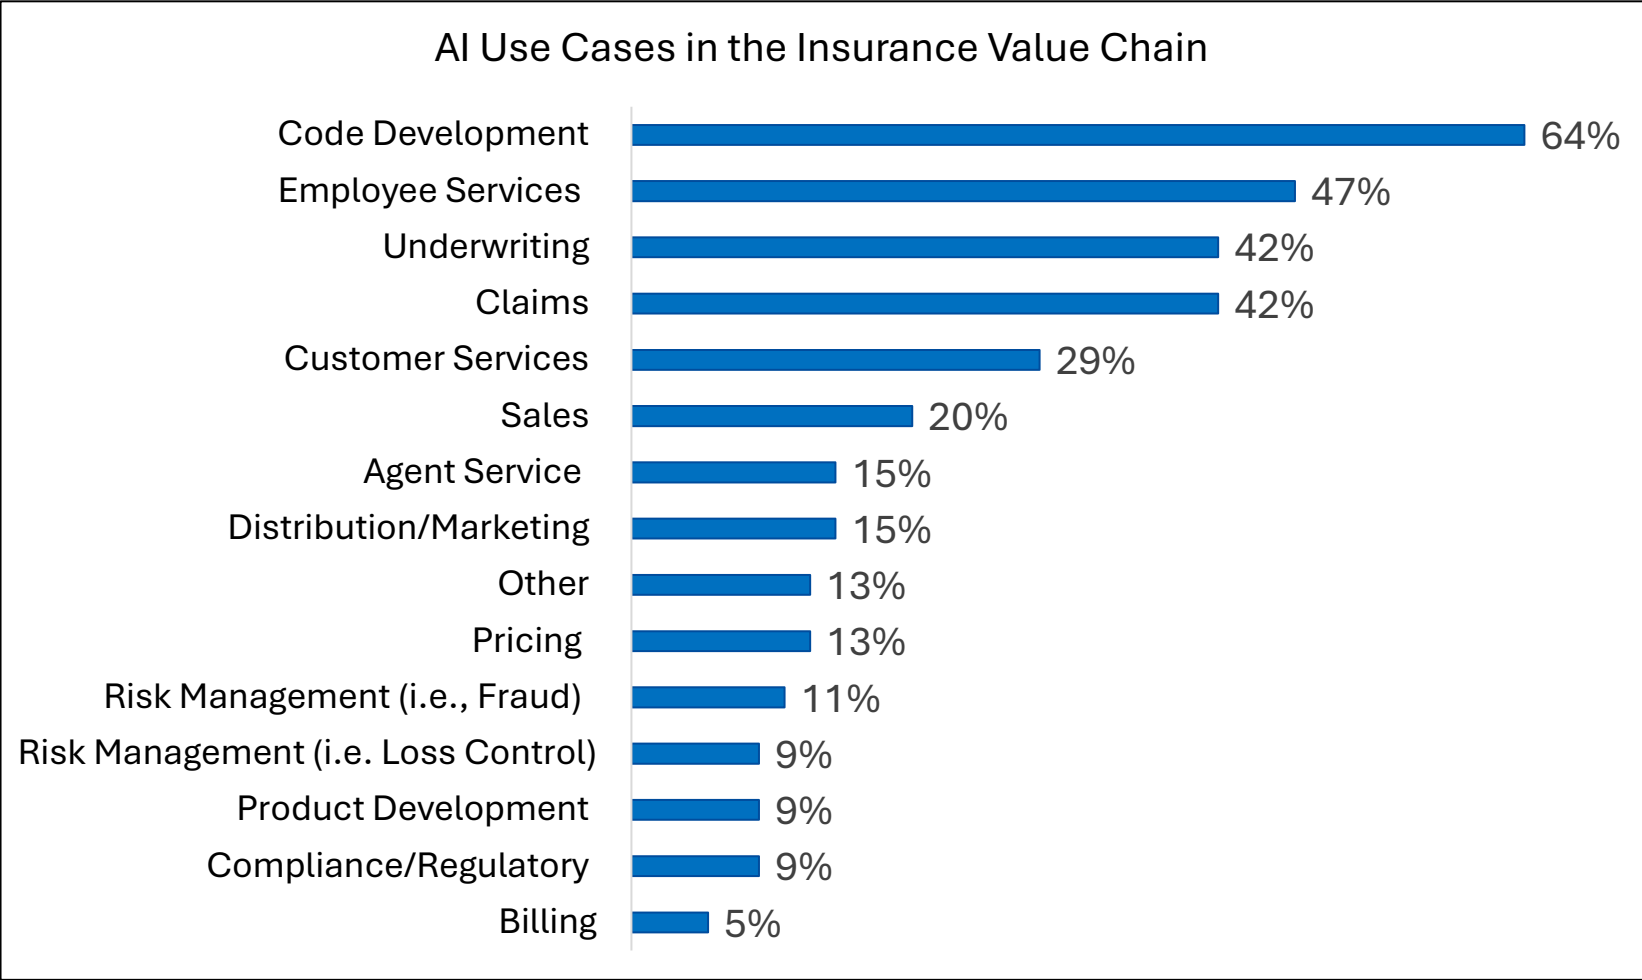 AI Use Cases in the Insurance Value Chain
Code Development 64%
Employee Services 47%
Underwriting 42%
Claims 42%
Customer Services 29%
Sales 20%
Agent Service 15%
Distribution/Marketing 15%
Other 13%
Pricing 13%
Risk Management (i.e., Fraud) 11%
Risk Management (i.e. Loss Control) 9%
Product Development 9%
Compliance/Regulatory 9%
Billing 5%